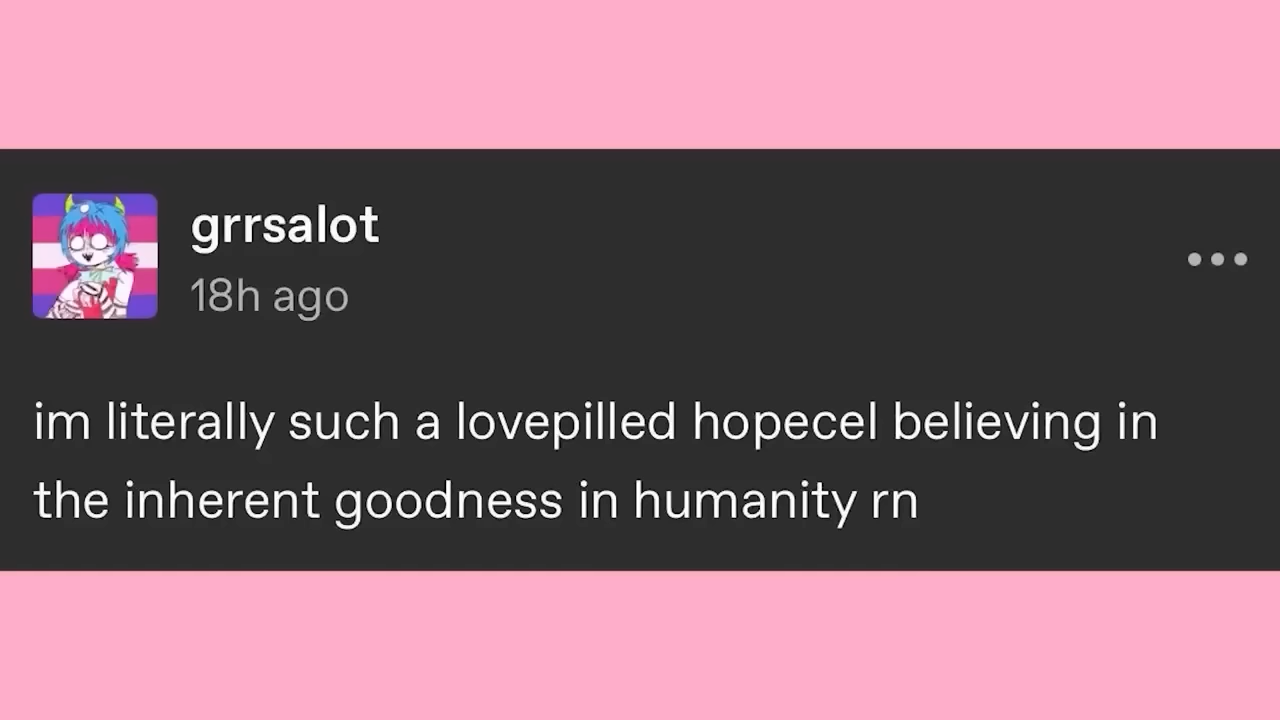 grrsalot
18h ago
im literally such a lovepilled hopecel believing in
the inherent goodness in humanity rn